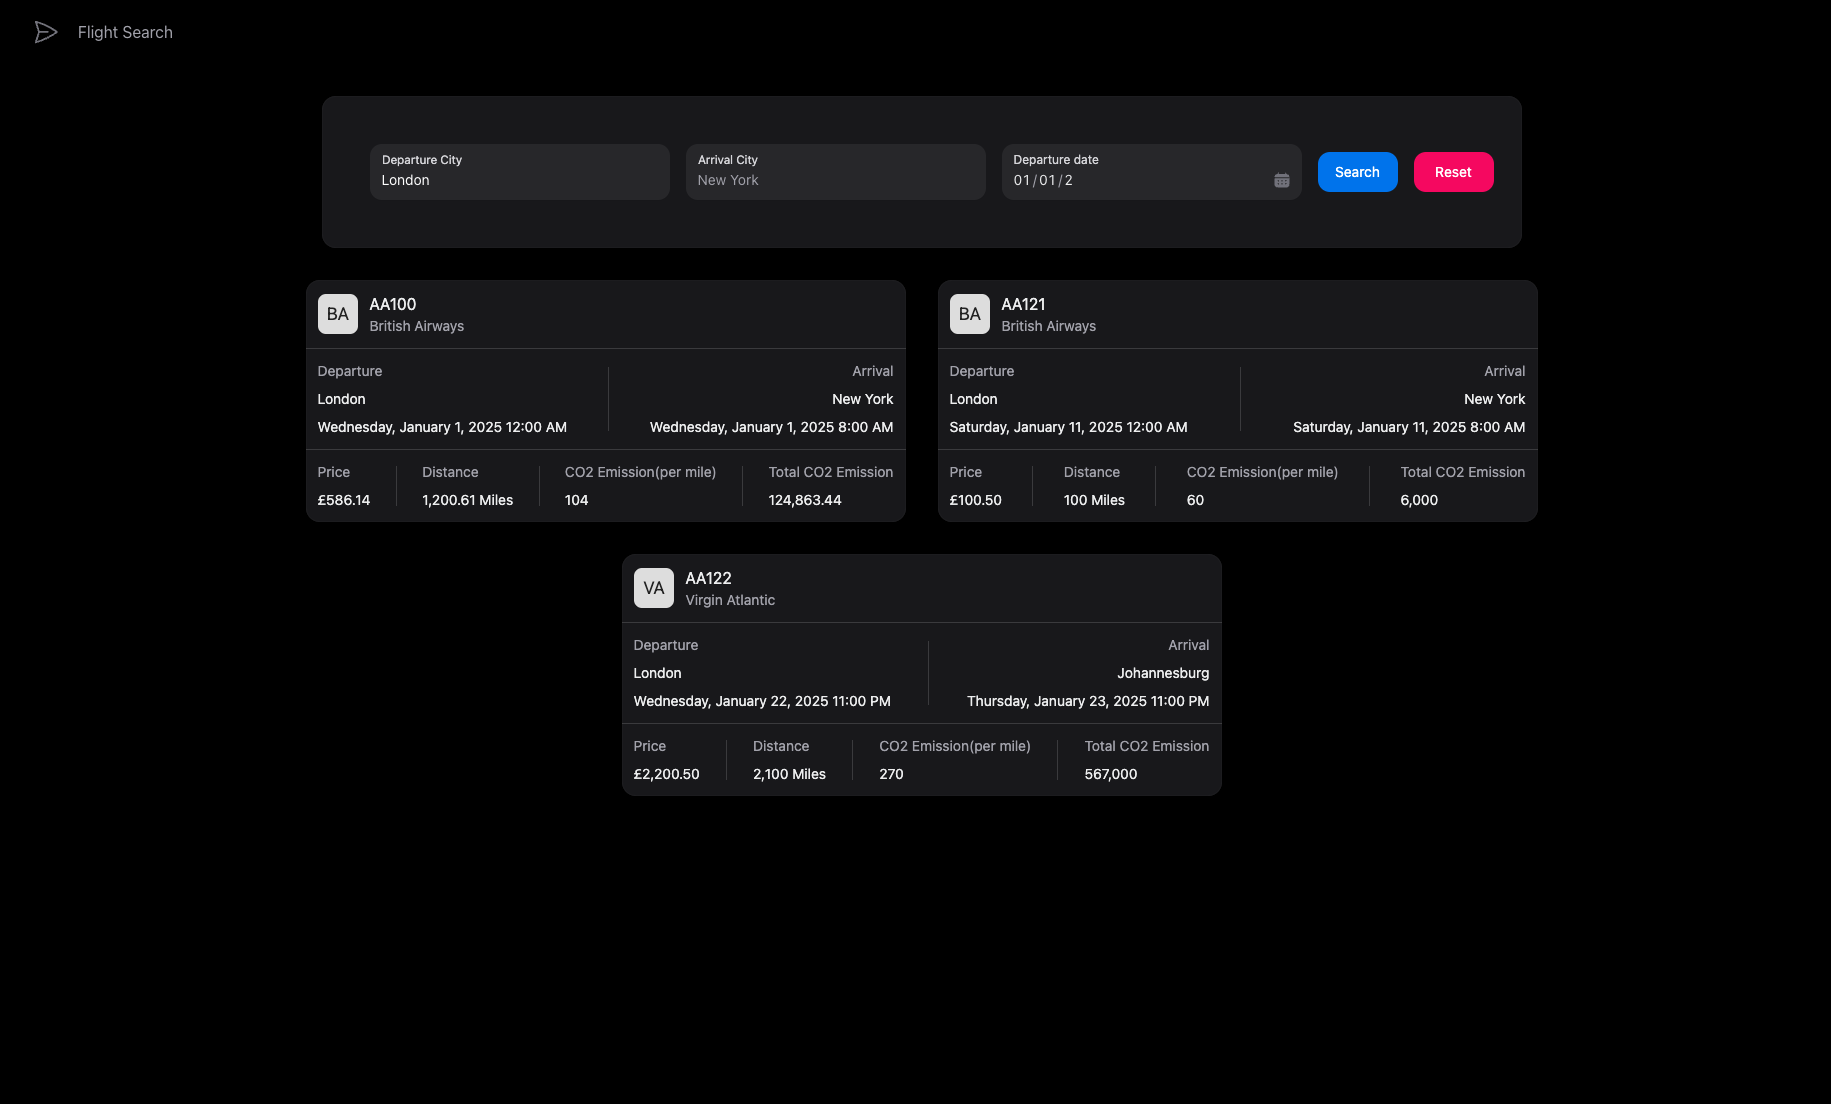 Flight Search
Departure City
London
Arrival City
New York
Departure date
01/01/2
Search
Reset
BA
AA100
British Airways
Departure
Arrival
London
New York
Wednesday, January 1, 2025 12:00 AM
Wednesday, January 1, 2025 8:00 AM
Price
Distance
CO2 Emission(per mile)
Total CO2 Emission
£586.14
1,200.61 Miles
104
124,863.44
BA
AA121
British Airways
Departure
Arrival
London
New York
Saturday, January 11, 2025 12:00 AM
Saturday, January 11, 2025 8:00 AM
Price
Distance
CO2 Emission(per mile)
Total CO2 Emission
£100.50
100 Miles
60
6,000
VA
AA122
Virgin Atlantic
Departure
Arrival
London
Johannesburg
Wednesday, January 22, 2025 11:00 PM
Thursday, January 23, 2025 11:00 PM
Price
Distance
CO2 Emission(per mile)
Total CO2 Emission
£2,200.50
2,100 Miles
270
567,000